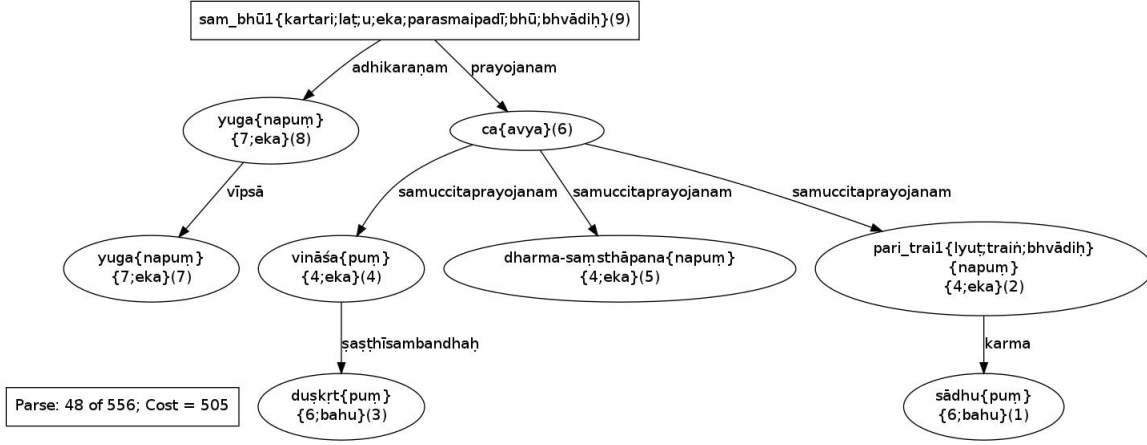 sam_bhū1{kartari;laṭ;u;eka;parasmaipadī;bhū;bhvādiḥ}(9)
adhikaraṇam
prayojanam
yuga{napuṃ}
{7;eka}(8)
ca{avya}(6)
vīpsā
samuccitaprayojanam
samuccitaprayojanam
samuccitaprayojanam
yuga{napuṃ}
{7;eka}(7)
vināśa{puṃ}
{4;eka}(4)
dharma-saṃsthāpana{napuṃ}
{4;eka}(5)
pari_trai1{lyuṭ;traiṅ;bhvādiḥ}
{napuṃ}
{4;eka}(2)
ṣaṣṭhīsambandhaḥ
karma
Parse: 48 of 556; Cost = 505
duṣkṛt{puṃ}
{6;bahu}(3)
sādhu{puṃ}
{6;bahu}(1)